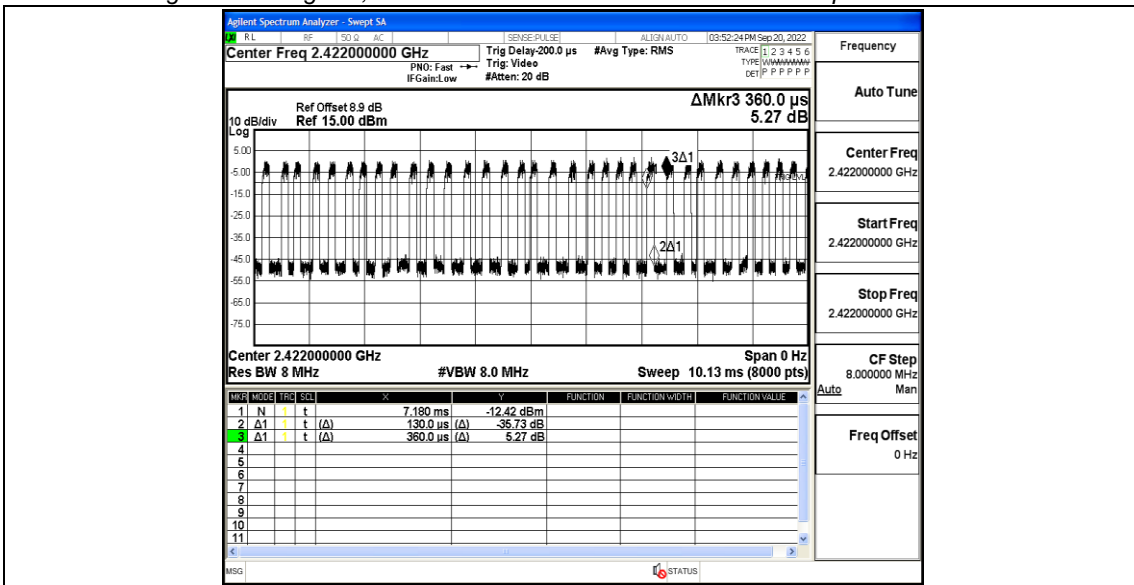 Agilent Spectrum Analyzer - Swept SA
RL RF 50 Ω AC SENSE:PULSE ALIGN AUTO 03:52:24 PM Sep 20, 2022
Center Freq 2.422000000 GHz
PNO: Fast
IFGain:Low
Trig Delay-200.0 µs
Trig: Video
#Atten: 20 dB
#Avg Type: RMS
TRACE 1 2 3 4 5 6
TYPE
DET P P P P P P
ΔMkr3 360.0 µs
5.27 dB
Ref Offset 8.9 dB
10 dB/div Ref 15.00 dBm
Log
5.00
-5.00
-15.0
-25.0
-35.0
-45.0
-55.0
-65.0
-75.0
3Δ1
TRIG LVL
2Δ1
Center 2.422000000 GHz Span 0 Hz
Res BW 8 MHz #VBW 8.0 MHz Sweep 10.13 ms (8000 pts)
MKR MODE TRC SCL X Y FUNCTION FUNCTION WIDTH FUNCTION VALUE
1 N 1 t 7.180 ms -12.42 dBm
2 Δ1 1 t (Δ) 130.0 µs (Δ) -35.73 dB
3 Δ1 1 t (Δ) 360.0 µs (Δ) 5.27 dB
4
5
6
7
8
9
10
11
MSG STATUS
Frequency
Auto Tune
Center Freq
2.422000000 GHz
Start Freq
2.422000000 GHz
Stop Freq
2.422000000 GHz
CF Step
8.000000 MHz
Auto Man
Freq Offset
0 Hz